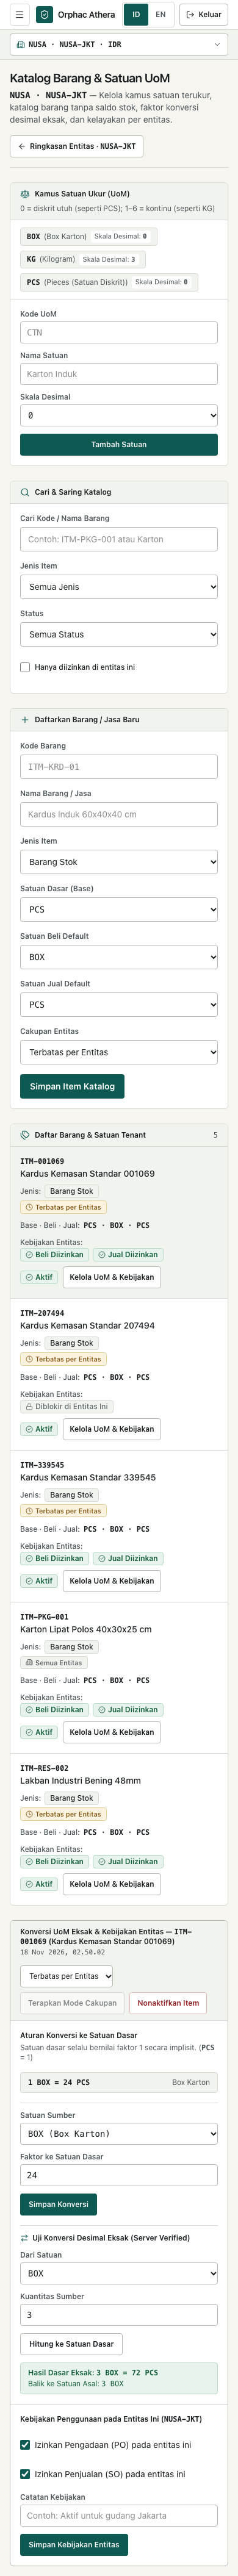 Orphac Athera
ID
EN
Keluar
NUSA · NUSA-JKT · IDR
Katalog Barang & Satuan UoM
NUSA · NUSA-JKT — Kelola kamus satuan terukur,
katalog barang tanpa saldo stok, faktor konversi
desimal eksak, dan kelayakan per entitas.
Ringkasan Entitas · NUSA-JKT
Kamus Satuan Ukur (UoM)
0 = diskrit utuh (seperti PCS); 1–6 = kontinu (seperti KG)
BOX (Box Karton) Skala Desimal: 0
KG (Kilogram) Skala Desimal: 3
PCS (Pieces (Satuan Diskrit)) Skala Desimal: 0
Kode UoM
CTN
Nama Satuan
Karton Induk
Skala Desimal
0
Tambah Satuan
Cari & Saring Katalog
Cari Kode / Nama Barang
Contoh: ITM-PKG-001 atau Karton
Jenis Item
Semua Jenis
Status
Semua Status
Hanya diizinkan di entitas ini
Daftarkan Barang / Jasa Baru
Kode Barang
ITM-KRD-01
Nama Barang / Jasa
Kardus Induk 60x40x40 cm
Jenis Item
Barang Stok
Satuan Dasar (Base)
PCS
Satuan Beli Default
BOX
Satuan Jual Default
PCS
Cakupan Entitas
Terbatas per Entitas
Simpan Item Katalog
Daftar Barang & Satuan Tenant 5
ITM-001069
Kardus Kemasan Standar 001069
Jenis: Barang Stok
Terbatas per Entitas
Base · Beli · Jual: PCS · BOX · PCS
Kebijakan Entitas:
Beli Diizinkan Jual Diizinkan
Aktif Kelola UoM & Kebijakan
ITM-207494
Kardus Kemasan Standar 207494
Jenis: Barang Stok
Terbatas per Entitas
Base · Beli · Jual: PCS · BOX · PCS
Kebijakan Entitas:
Diblokir di Entitas Ini
Aktif Kelola UoM & Kebijakan
ITM-339545
Kardus Kemasan Standar 339545
Jenis: Barang Stok
Terbatas per Entitas
Base · Beli · Jual: PCS · BOX · PCS
Kebijakan Entitas:
Beli Diizinkan Jual Diizinkan
Aktif Kelola UoM & Kebijakan
ITM-PKG-001
Karton Lipat Polos 40x30x25 cm
Jenis: Barang Stok
Semua Entitas
Base · Beli · Jual: PCS · BOX · PCS
Kebijakan Entitas:
Beli Diizinkan Jual Diizinkan
Aktif Kelola UoM & Kebijakan
ITM-RES-002
Lakban Industri Bening 48mm
Jenis: Barang Stok
Terbatas per Entitas
Base · Beli · Jual: PCS · BOX · PCS
Kebijakan Entitas:
Beli Diizinkan Jual Diizinkan
Aktif Kelola UoM & Kebijakan
Konversi UoM Eksak & Kebijakan Entitas — ITM-
001069 (Kardus Kemasan Standar 001069)
18 Nov 2026, 02.50.02
Terbatas per Entitas
Terapkan Mode Cakupan Nonaktifkan Item
Aturan Konversi ke Satuan Dasar
Satuan dasar selalu bernilai faktor 1 secara implisit. (PCS
= 1)
1 BOX = 24 PCS Box Karton
Satuan Sumber
BOX (Box Karton)
Faktor ke Satuan Dasar
24
Simpan Konversi
Uji Konversi Desimal Eksak (Server Verified)
Dari Satuan
BOX
Kuantitas Sumber
3
Hitung ke Satuan Dasar
Hasil Dasar Eksak: 3 BOX = 72 PCS
Balik ke Satuan Asal: 3 BOX
Kebijakan Penggunaan pada Entitas Ini (NUSA-JKT)
Izinkan Pengadaan (PO) pada entitas ini
Izinkan Penjualan (SO) pada entitas ini
Catatan Kebijakan
Contoh: Aktif untuk gudang Jakarta
Simpan Kebijakan Entitas